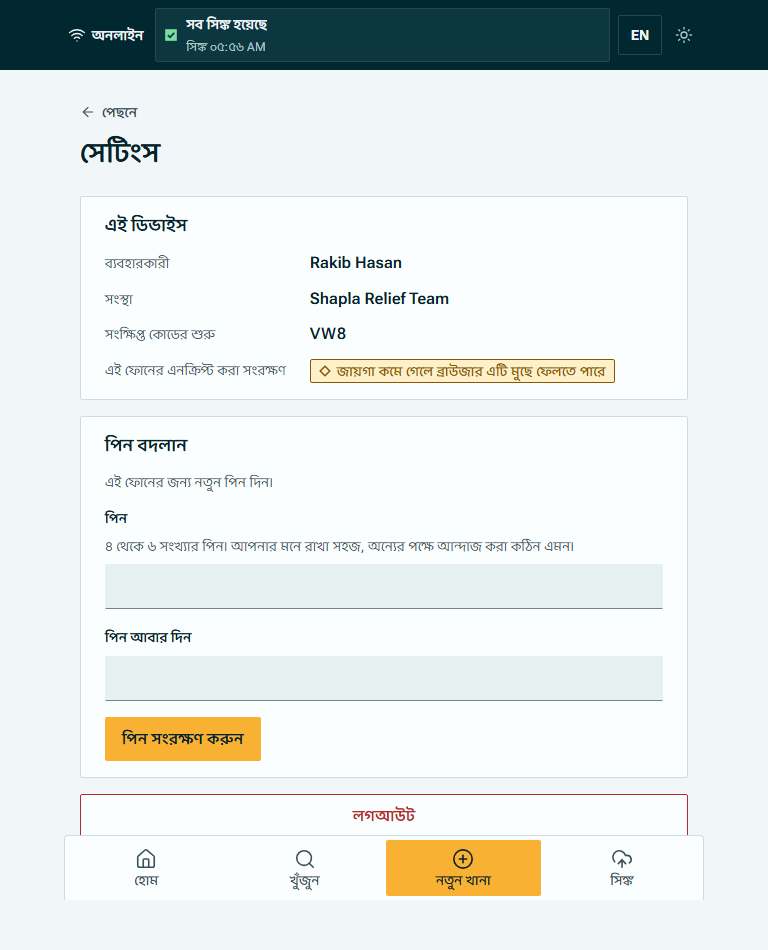 অনলাইন
সব সিঙ্ক হয়েছে
সিঙ্ক ০৫:৫৬ AM
EN
পেছনে
সেটিংস
এই ডিভাইস
ব্যবহারকারী
Rakib Hasan
সংস্থা
Shapla Relief Team
সংক্ষিপ্ত কোডের শুরু
VW8
এই ফোনের এনক্রিপ্ট করা সংরক্ষণ
জায়গা কমে গেলে ব্রাউজার এটি মুছে ফেলতে পারে
পিন বদলান
এই ফোনের জন্য নতুন পিন দিন।
পিন
৪ থেকে ৬ সংখ্যার পিন। আপনার মনে রাখা সহজ, অন্যের পক্ষে আন্দাজ করা কঠিন এমন।
পিন আবার দিন
পিন সংরক্ষণ করুন
লগআউট
হোম
খুঁজুন
নতুন খানা
সিঙ্ক